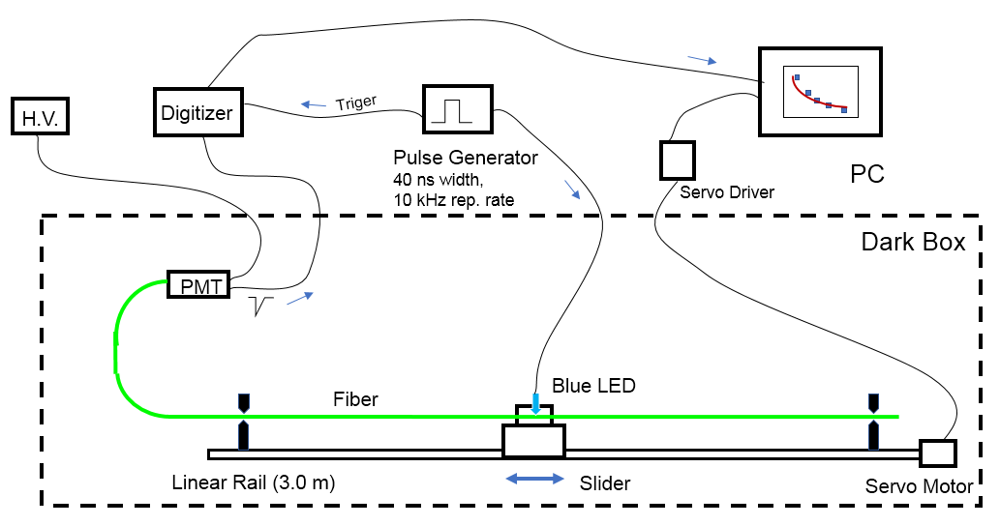 H.V.
Digitizer
Triger
Pulse Generator
40 ns width,
10 kHz rep. rate
Servo Driver
PC
Dark Box
PMT
Fiber
Blue LED
Linear Rail (3.0 m)
Slider
Servo Motor